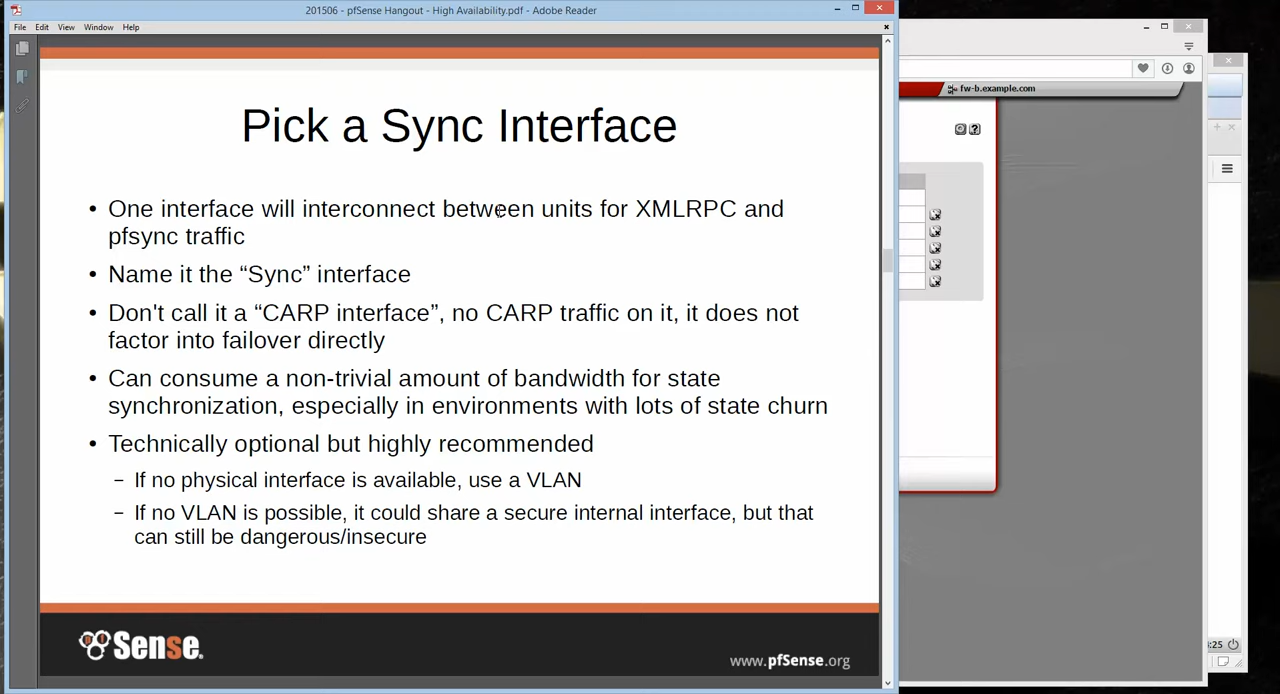 201506 - pfSense Hangout - High Availability.pdf - Adobe Reader
File Edit View Window Help
Pick a Sync Interface
• One interface will interconnect between units for XMLRPC and
pfsync traffic
• Name it the “Sync” interface
• Don't call it a “CARP interface”, no CARP traffic on it, it does not
factor into failover directly
• Can consume a non-trivial amount of bandwidth for state
synchronization, especially in environments with lots of state churn
• Technically optional but highly recommended
– If no physical interface is available, use a VLAN
– If no VLAN is possible, it could share a secure internal interface, but that
can still be dangerous/insecure
pf Sense.
www.pfSense.org
fw-b.example.com
:25